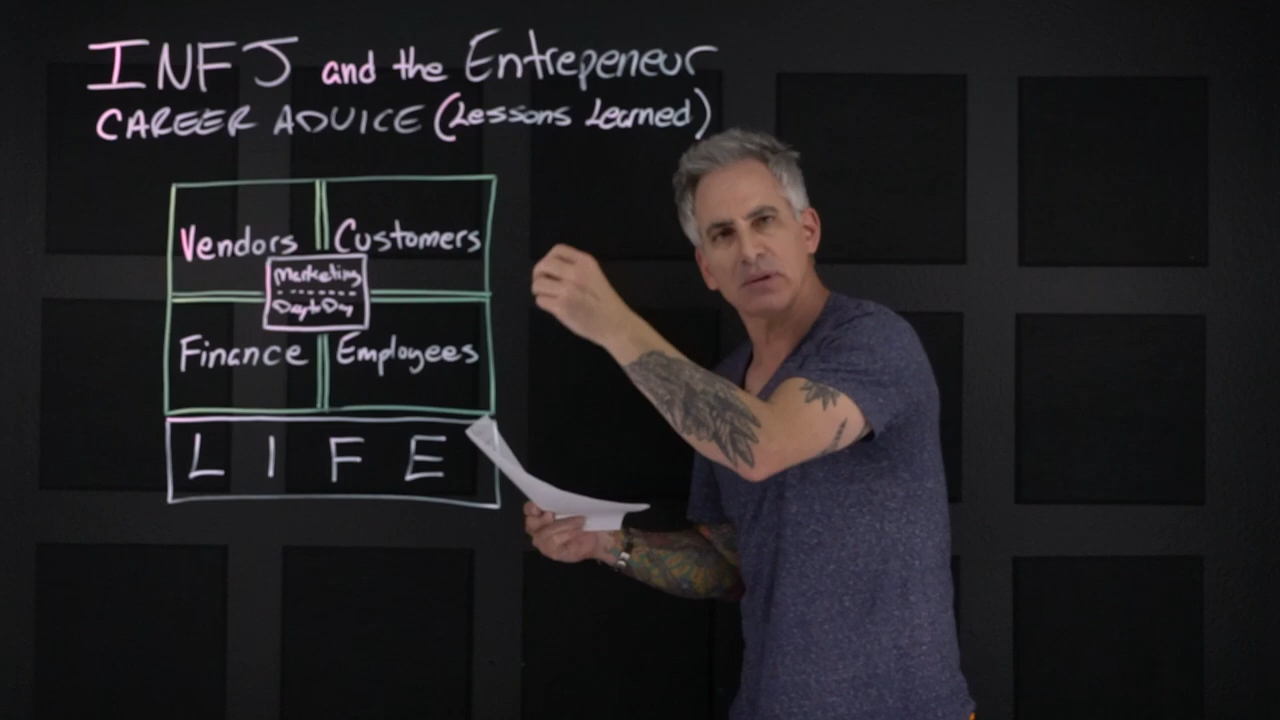 INFJ and the Entrepeneur
CAREER ADVICE (Lessons Learned)
Vendors Customers
Marketing
Day to Day
Finance Employees
LIFE